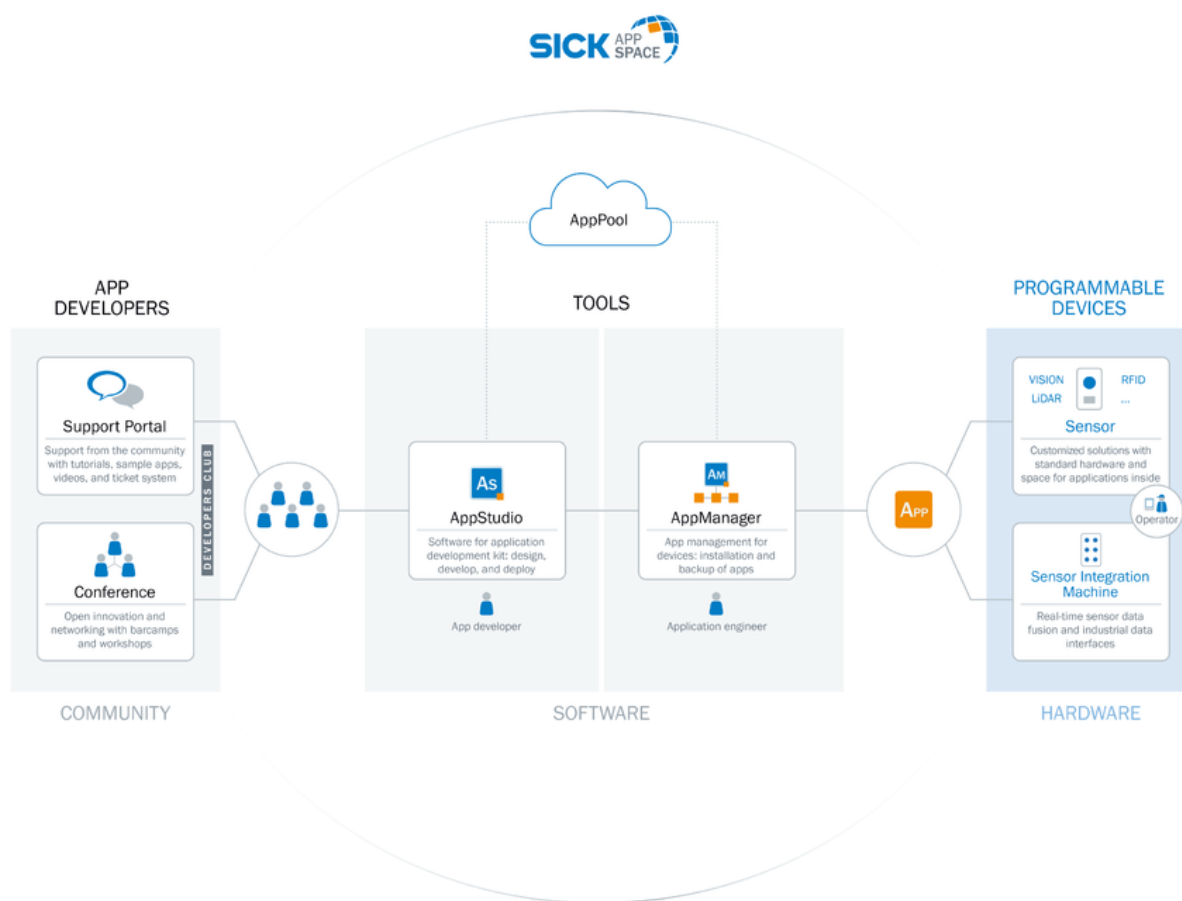 SICK APP SPACE
AppPool
APP
DEVELOPERS
TOOLS
PROGRAMMABLE
DEVICES
Support Portal
Support from the community
with tutorials, sample apps,
videos, and ticket system
DEVELOPERS CLUB
Conference
Open innovation and
networking with barcamps
and workshops
As
AppStudio
Software for application
development kit: design,
develop, and deploy
App developer
AM
AppManager
App management for
devices: installation and
backup of apps
Application engineer
APP
VISION
RFID
LiDAR
...
Sensor
Customized solutions with
standard hardware and
space for applications inside
Operator
Sensor Integration
Machine
Real-time sensor data
fusion and industrial data
interfaces
COMMUNITY
SOFTWARE
HARDWARE